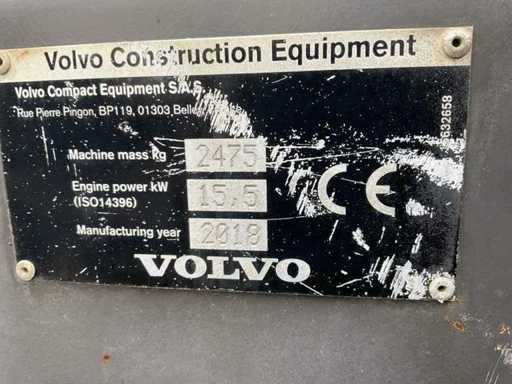 Volvo Construction Equipment
Volvo Compact Equipment S.A.S.
Rue Pierre Pingon, BP119, 01303
Machine mass kg 2475
Engine power kW 15,5
(ISO14396)
Manufacturing year 2018
CE
VOLVO